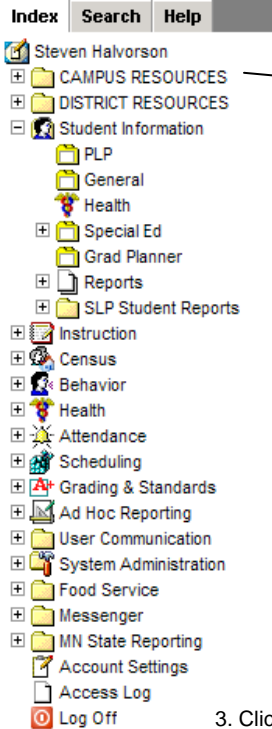 Index Search Help
Steven Halvorson
CAMPUS RESOURCES
DISTRICT RESOURCES
Student Information
PLP
General
Health
Special Ed
Grad Planner
Reports
SLP Student Reports
Instruction
Census
Behavior
Health
Attendance
Scheduling
A+ Grading & Standards
Ad Hoc Reporting
User Communication
System Administration
Food Service
Messenger
MN State Reporting
Account Settings
Access Log
Log Off 3. Clic